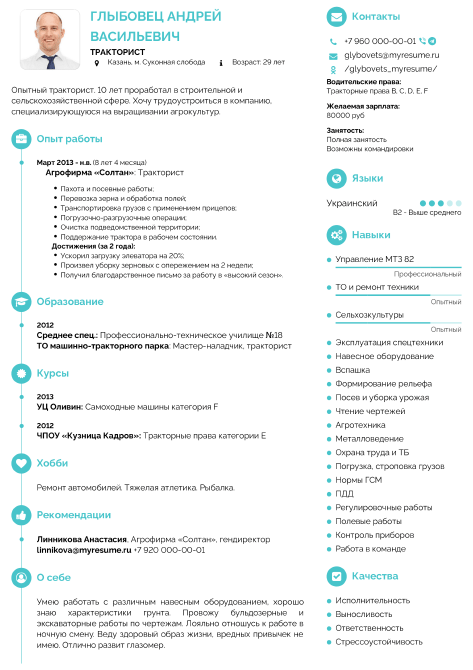 ГЛЫБОВЕЦ АНДРЕЙ
ВАСИЛЬЕВИЧ
ТРАКТОРИСТ
Казань, м. Суконная слобода
Возраст: 29 лет
Опытный тракторист. 10 лет проработал в строительной и
сельскохозяйственной сфере. Хочу трудоустроиться в компанию,
специализирующуюся на выращивании агрокультур.
Опыт работы
Март 2013 - н.в. (8 лет 4 месяца)
Агрофирма «Солтан»: Тракторист
Пахота и посевные работы;
Перевозка зерна и обработка полей;
Транспортировка грузов с применением прицепов;
Погрузочно-разгрузочные операции;
Очистка подведомственной территории;
Поддержание трактора в рабочем состоянии.
Достижения (за 2 года):
Ускорил загрузку элеватора на 20%;
Произвел уборку зерновых с опережением на 2 недели;
Получил благодарственное письмо за работу в «высокий сезон».
Образование
2012
Среднее спец.: Профессионально-техническое училище №18
ТО машинно-тракторного парка: Мастер-наладчик, тракторист
Курсы
2013
УЦ Оливин: Самоходные машины категория F
2012
ЧПОУ «Кузница Кадров»: Тракторные права категории E
Хобби
Ремонт автомобилей. Тяжелая атлетика. Рыбалка.
Рекомендации
Линникова Анастасия, Агрофирма «Солтан», гендиректор
linnikova@myresume.ru +7 920 000-00-01
О себе
Умею работать с различным навесным оборудованием, хорошо
знаю характеристики грунта. Провожу бульдозерные и
экскаваторные работы по чертежам. Лояльно отношусь к работе в
ночную смену. Веду здоровый образ жизни, вредных привычек не
имею. Отлично развит глазомер.
Контакты
+7 960 000-00-01
glybovets@myresume.ru
/glybovets_myresume/
Водительские права:
Тракторные права B, C, D, E, F
Желаемая зарплата:
80000 руб
Занятость:
Полная занятость
Возможны командировки
Языки
Украинский
B2 - Выше среднего
Навыки
Управление МТЗ 82
Профессиональный
ТО и ремонт техники
Опытный
Сельхозкультуры
Опытный
Эксплуатация спецтехники
Навесное оборудование
Вспашка
Формирование рельефа
Посев и уборка урожая
Чтение чертежей
Агротехника
Металловедение
Охрана труда и ТБ
Погрузка, строповка грузов
Нормы ГСМ
ПДД
Регулировочные работы
Полевые работы
Контроль приборов
Работа в команде
Качества
Исполнительность
Выносливость
Ответственность
Стрессоустойчивость